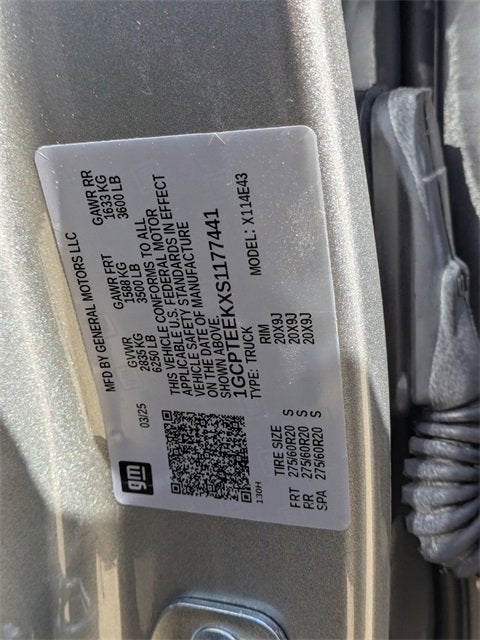 MFD BY GENERAL MOTORS LLC
03/25 GVWR GAWR FRT GAWR RR
2835 KG 1588 KG 1633 KG
6250 LB 3500 LB 3600 LB
THIS VEHICLE CONFORMS TO ALL
APPLICABLE U.S. FEDERAL MOTOR
VEHICLE SAFETY STANDARDS IN EFFECT
ON THE DATE OF MANUFACTURE
SHOWN ABOVE.
1GCPTEEKXS1177441
TYPE: TRUCK MODEL: X114E43
gm
130H
TIRE SIZE RIM
FRT 275/60R20 S 20X9J
RR 275/60R20 S 20X9J
SPA 275/60R20 S 20X9J